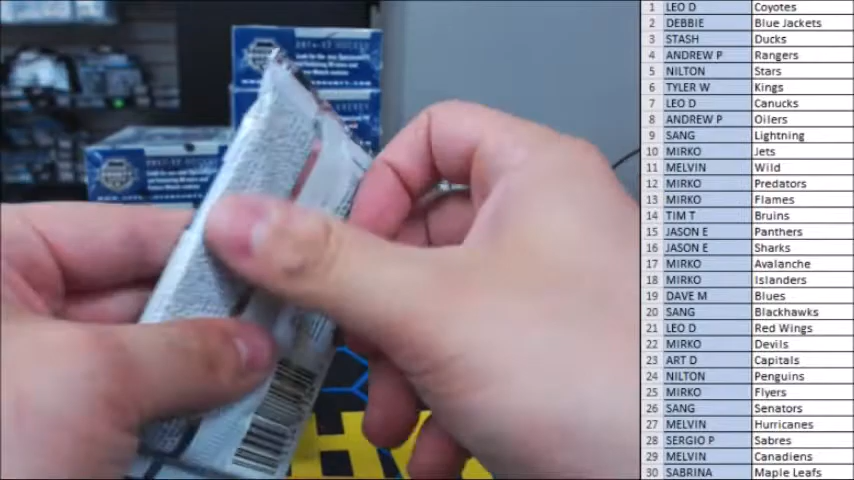 1 LEO D Coyotes
2 DEBBIE Blue Jackets
3 STASH Ducks
4 ANDREW P Rangers
5 NILTON Stars
6 TYLER W Kings
7 LEO D Canucks
8 ANDREW P Oilers
9 SANG Lightning
10 MIRKO Jets
11 MELVIN Wild
12 MIRKO Predators
13 MIRKO Flames
14 TIM T Bruins
15 JASON E Panthers
16 JASON E Sharks
17 MIRKO Avalanche
18 MIRKO Islanders
19 DAVE M Blues
20 SANG Blackhawks
21 LEO D Red Wings
22 MIRKO Devils
23 ART D Capitals
24 NILTON Penguins
25 MIRKO Flyers
26 SANG Senators
27 MELVIN Hurricanes
28 SERGIO P Sabres
29 MELVIN Canadiens
30 SABRINA Maple Leafs